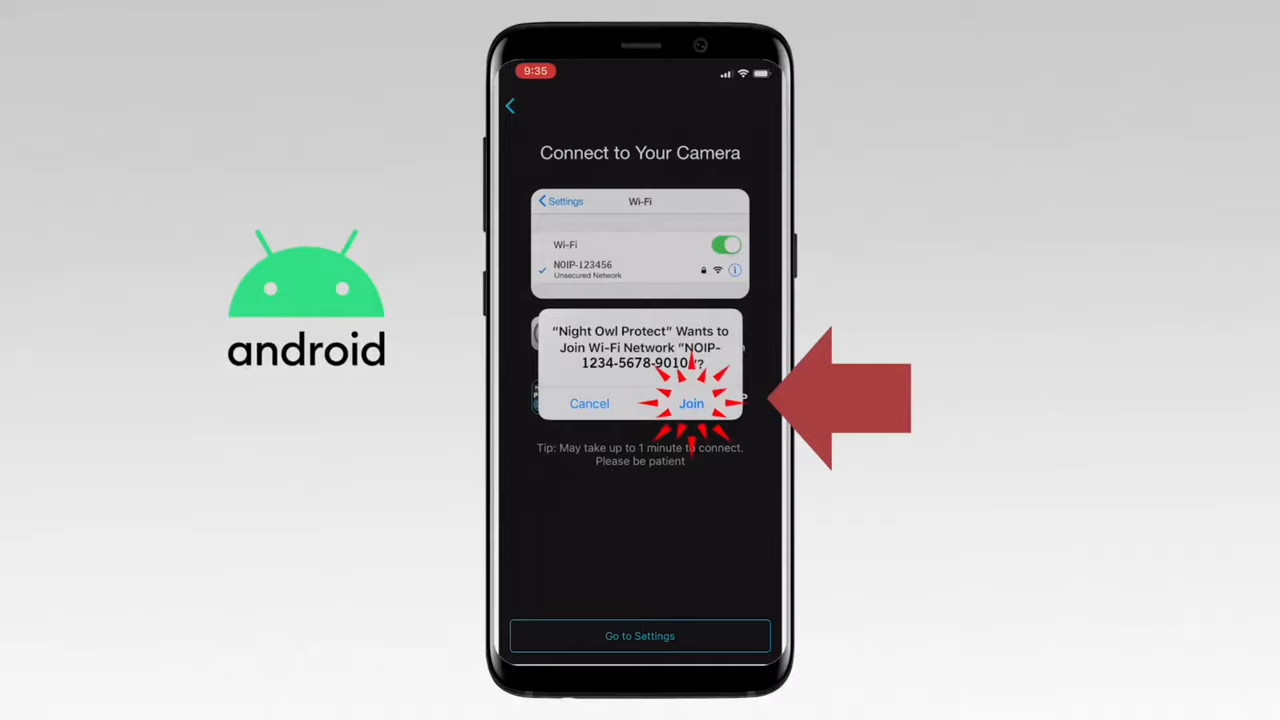 9:35
Connect to Your Camera
Settings
Wi-Fi
Wi-Fi
NOIP-123456
Unsecured Network
android
“Night Owl Protect” Wants to
Join Wi-Fi Network “NOIP-
1234-5678-9010”?
Cancel
Join
Tip: May take up to 1 minute to connect.
Please be patient
Go to Settings